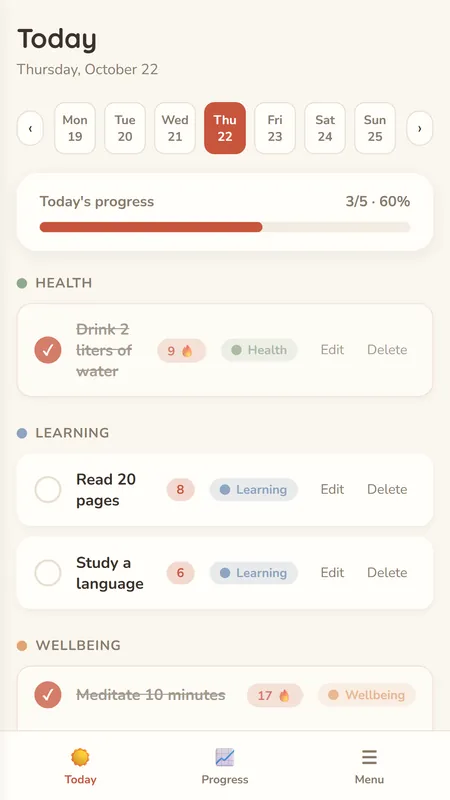 Today
Thursday, October 22
‹ Mon Tue Wed Thu Fri Sat Sun ›
19 20 21 22 23 24 25
Today's progress 3/5 · 60%
HEALTH
✓ Drink 2 liters of water 9 🔥 Health Edit Delete
LEARNING
Read 20 pages 8 Learning Edit Delete
Study a language 6 Learning Edit Delete
WELLBEING
✓ Meditate 10 minutes 17 🔥 Wellbeing
Today Progress Menu